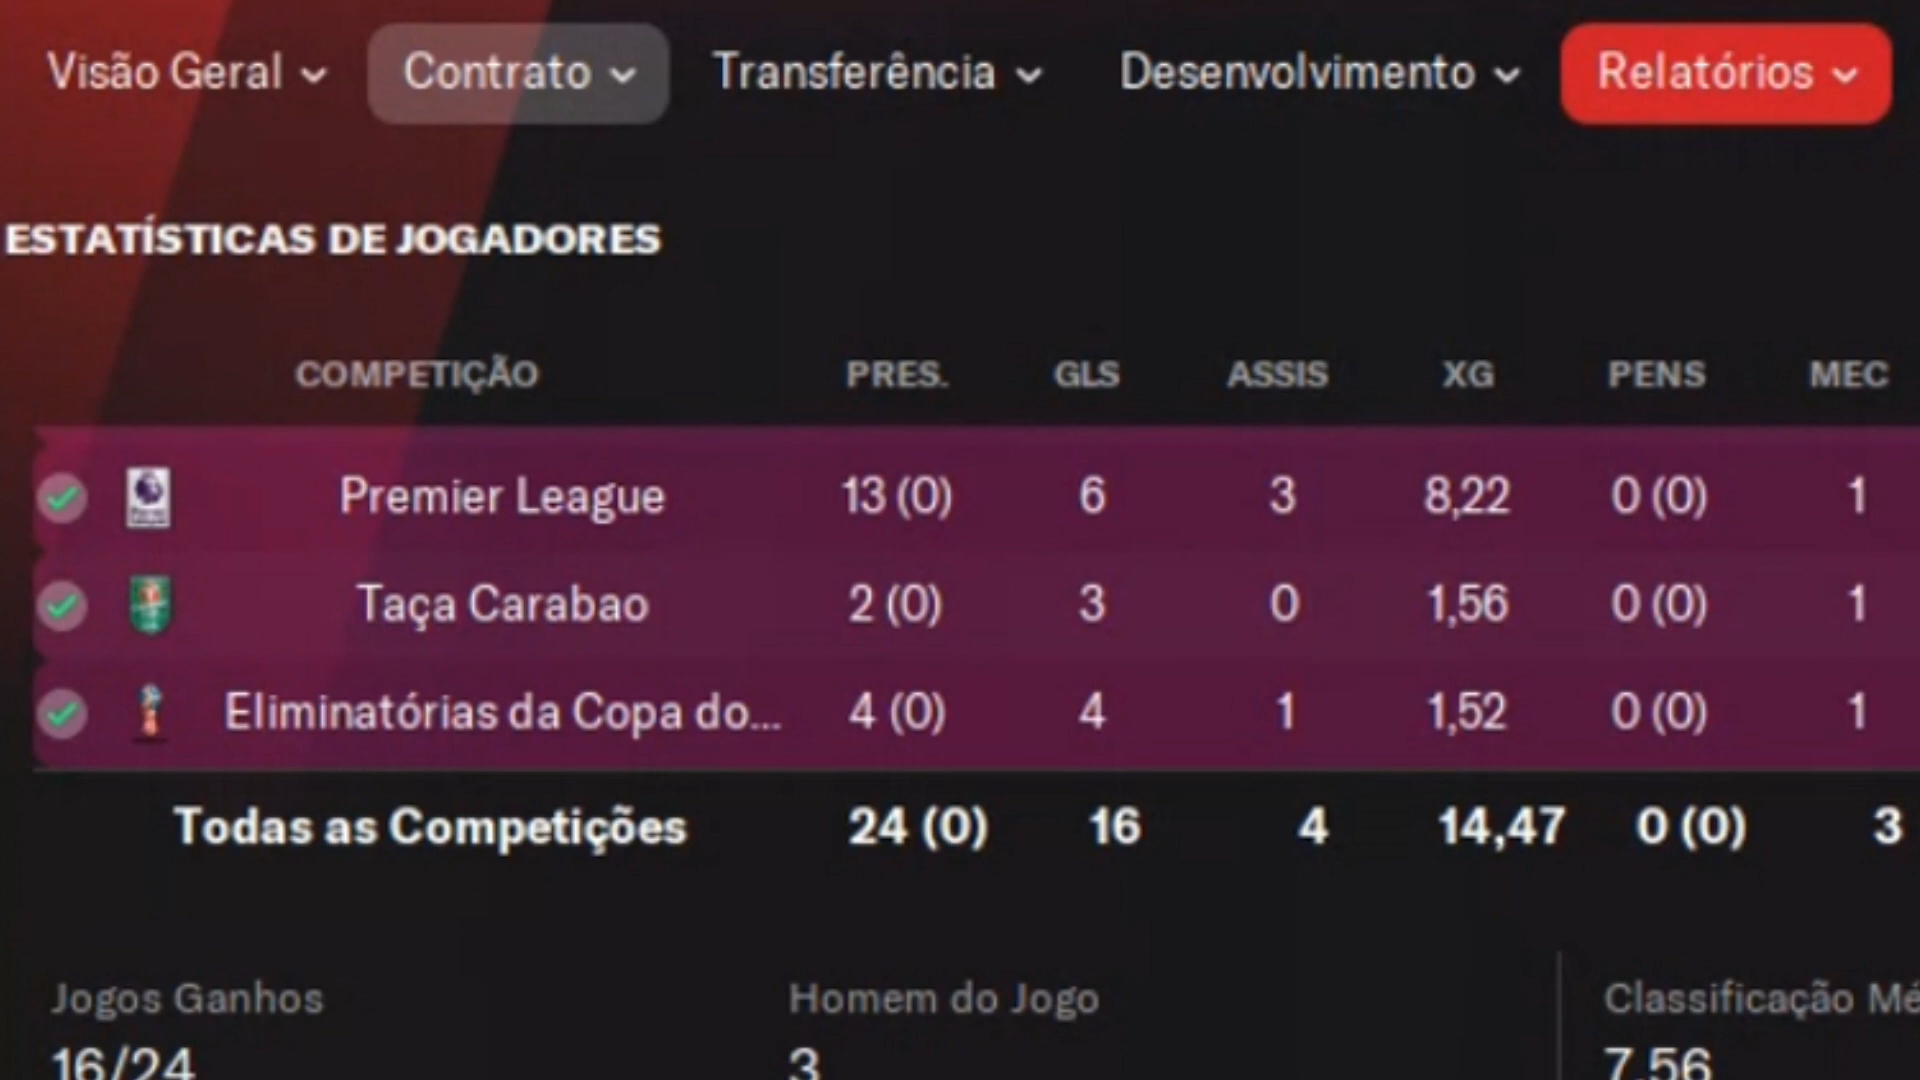 Visão Geral Contrato Transferência Desenvolvimento Relatórios
ESTATÍSTICAS DE JOGADORES
COMPETIÇÃO PRES. GLS ASSIS XG PENS MEC
Premier League 13 (0) 6 3 8,22 0 (0) 1
Taça Carabao 2 (0) 3 0 1,56 0 (0) 1
Eliminatórias da Copa do... 4 (0) 4 1 1,52 0 (0) 1
Todas as Competições 24 (0) 16 4 14,47 0 (0) 3
Jogos Ganhos Homem do Jogo Classificação Mé
16/24 3 7,56